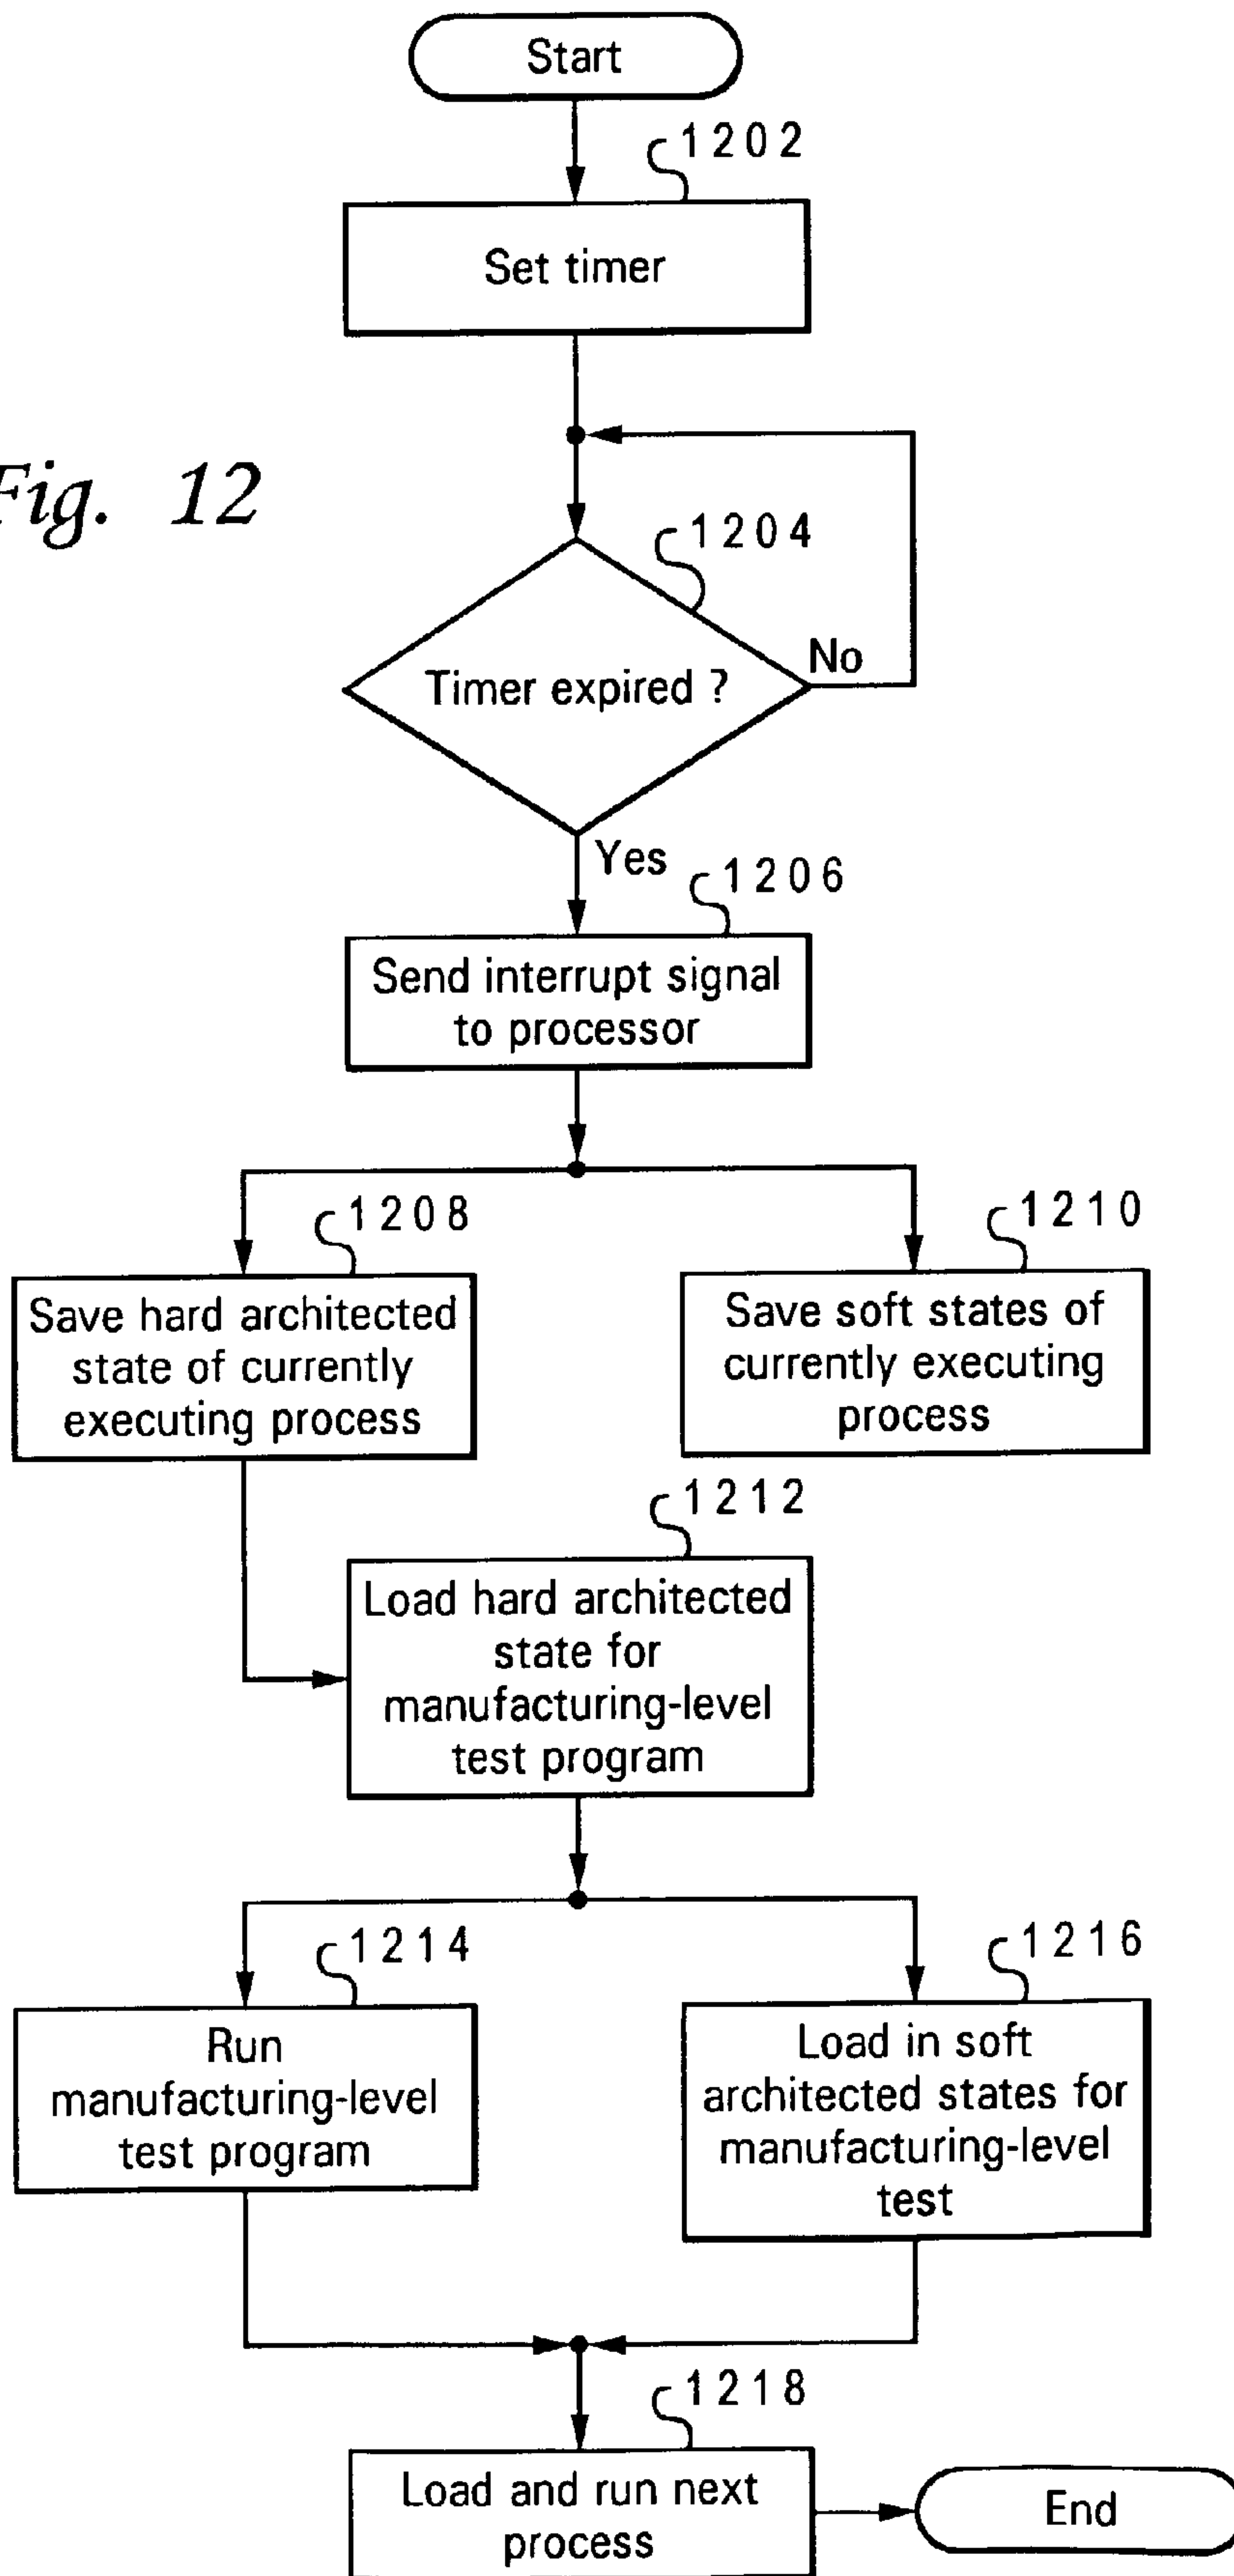 Start
1202
Set timer
Fig. 12
1204
Timer expired ?
No
Yes
1206
Send interrupt signal
to processor
1208
Save hard architected
state of currently
executing process
1210
Save soft states of
currently executing
process
1212
Load hard architected
state for
manufacturing-level
test program
1214
Run
manufacturing-level
test program
1216
Load in soft
architected states for
manufacturing-level
test
1218
Load and run next
process
End